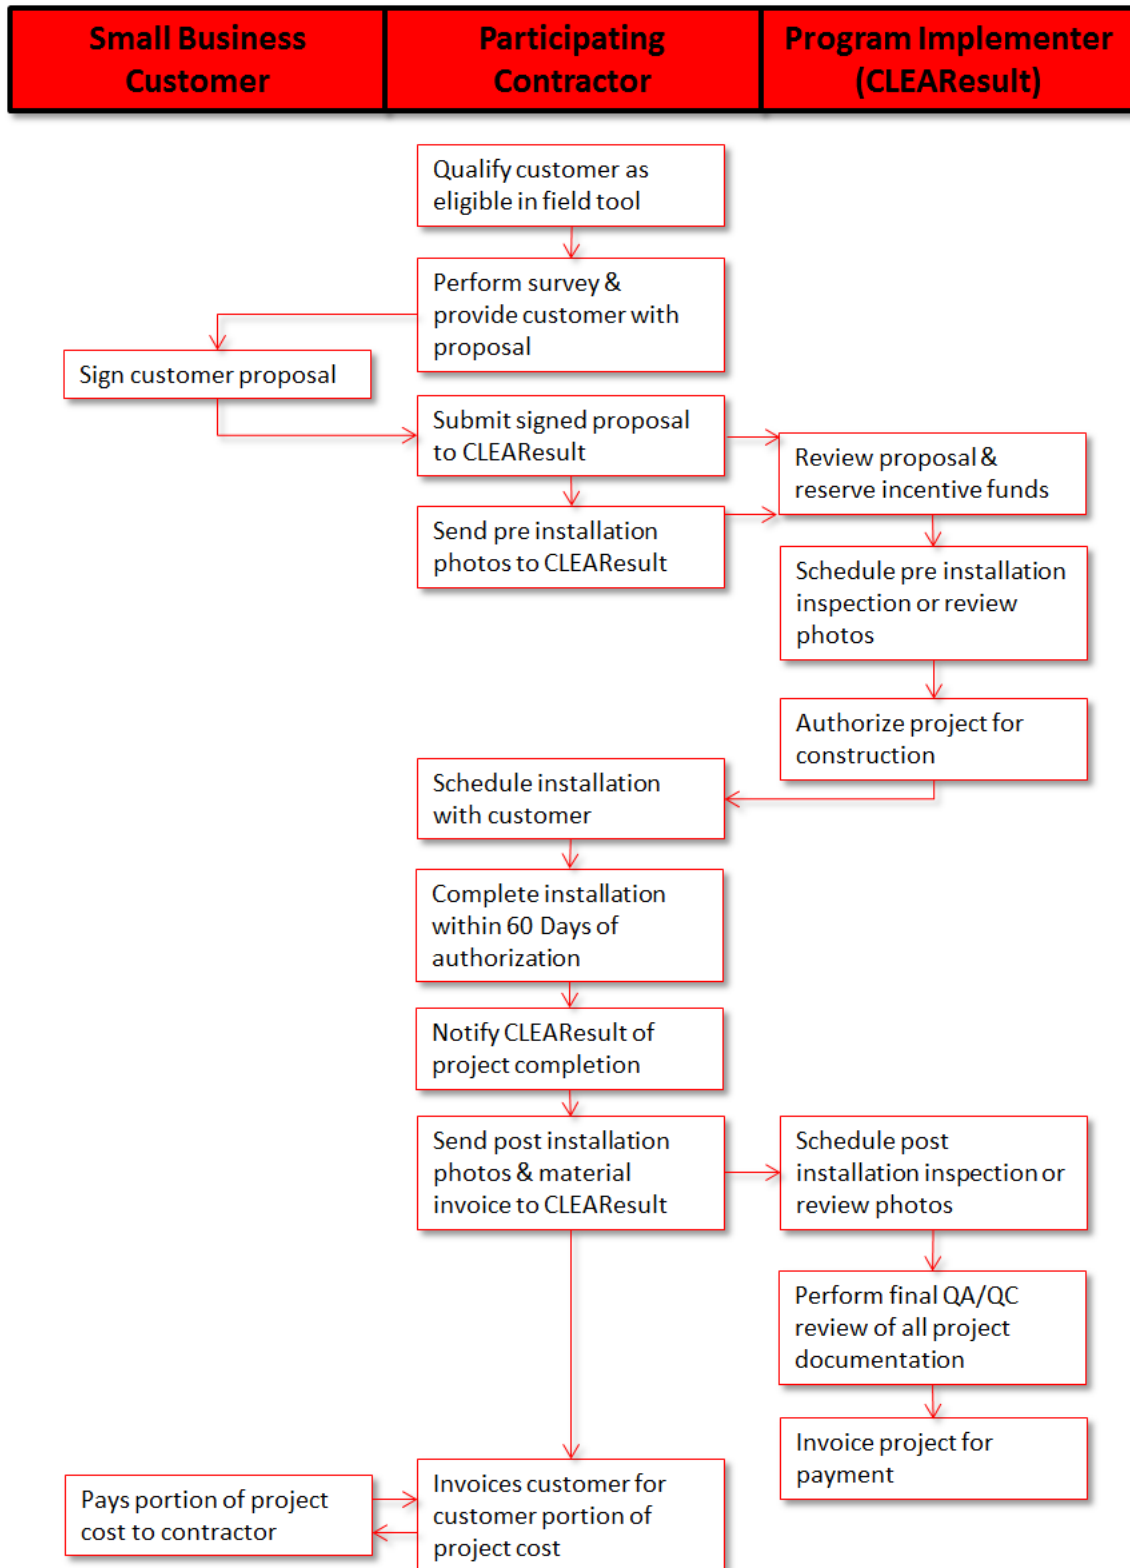 Small Business
Customer
Participating
Contractor
Program Implementer
(CLEAResult)
Qualify customer as
eligible in field tool
Perform survey &
provide customer with
proposal
Sign customer proposal
Submit signed proposal
to CLEAResult
Review proposal &
reserve incentive funds
Send pre installation
photos to CLEAResult
Schedule pre installation
inspection or review
photos
Authorize project for
construction
Schedule installation
with customer
Complete installation
within 60 Days of
authorization
Notify CLEAResult of
project completion
Send post installation
photos & material
invoice to CLEAResult
Schedule post
installation inspection or
review photos
Perform final QA/QC
review of all project
documentation
Invoice project for
payment
Invoices customer for
customer portion of
project cost
Pays portion of project
cost to contractor